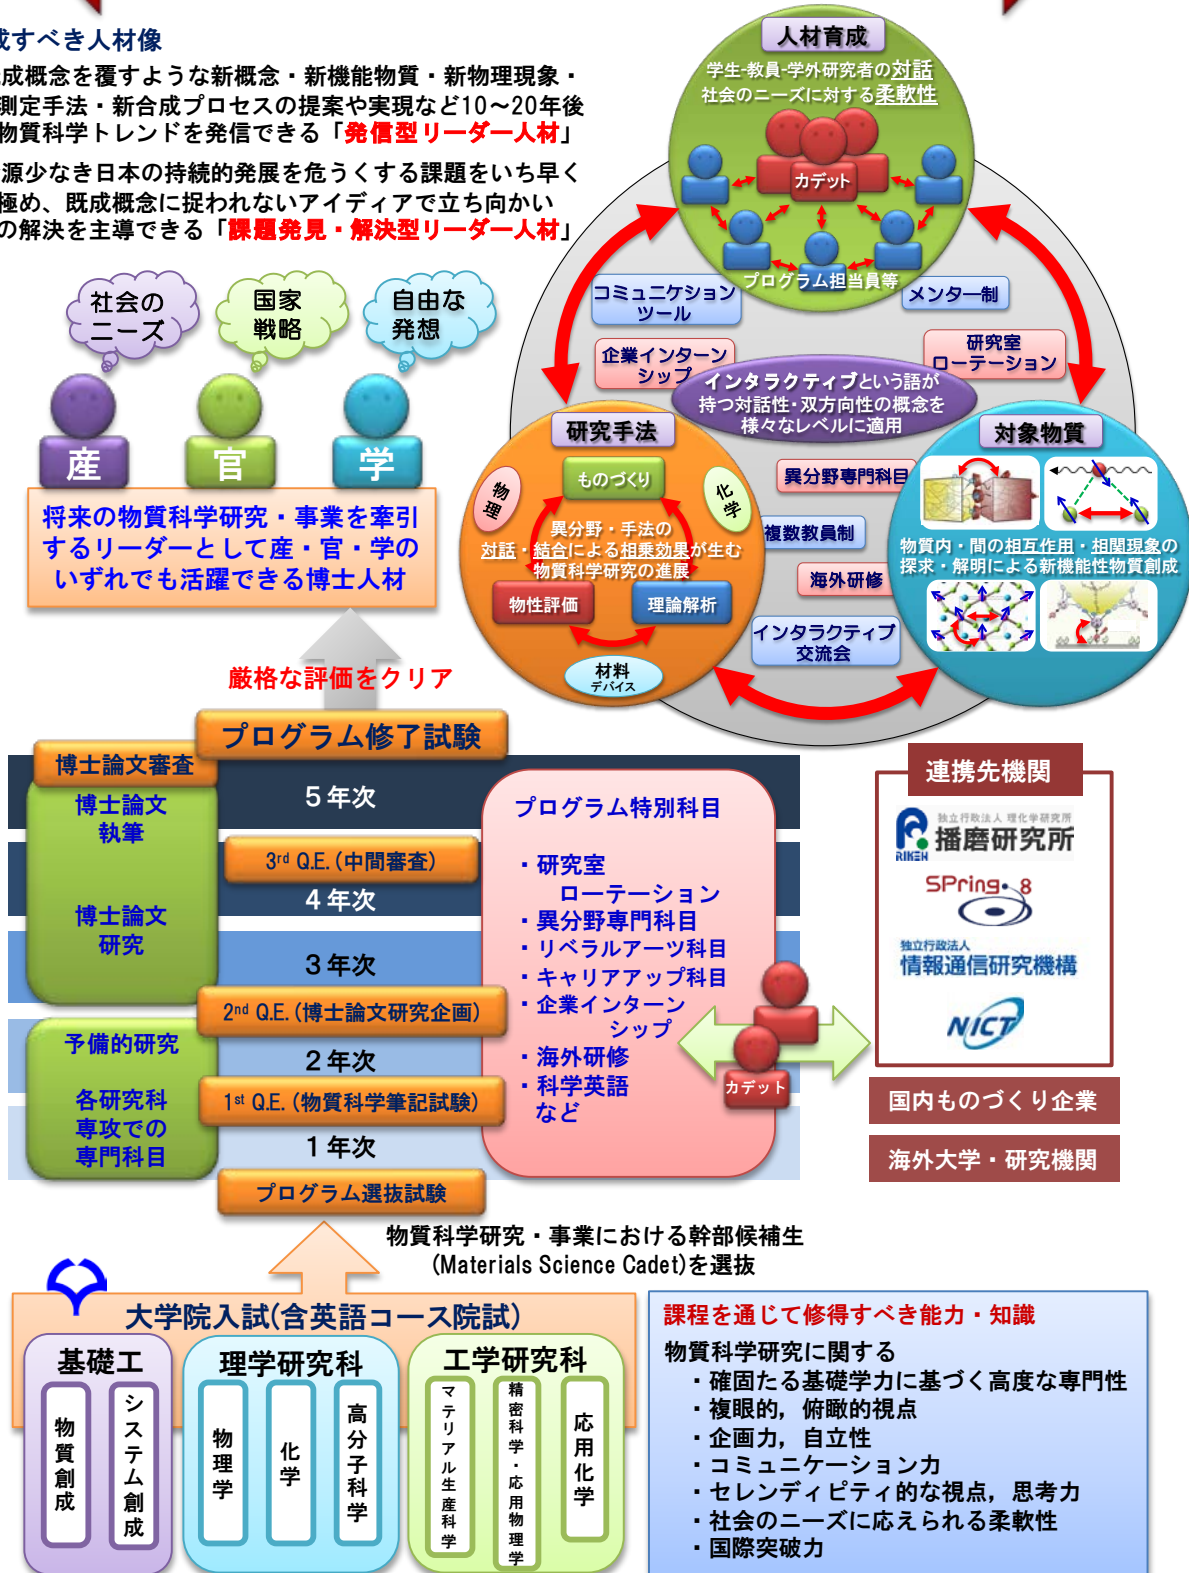 成すべき人材像
成概念を覆すような新概念・新機能物質・新物理現象・
測定手法・新合成プロセスの提案や実現など10～20年後
物質科学トレンドを発信できる「発信型リーダー人材」
源少なき日本の持続的発展を危うくする課題をいち早く
極め、既成概念に捉われないアイディアで立ち向かい
の解決を主導できる「課題発見・解決型リーダー人材」
社会の
ニーズ
国家
戦略
自由な
発想
産
官
学
将来の物質科学研究・事業を牽引
するリーダーとして産・官・学の
いずれでも活躍できる博士人材
厳格な評価をクリア
人材育成
学生-教員-学外研究者の対話
社会のニーズに対する柔軟性
カデット
プログラム担当員等
コミュニケション
ツール
メンター制
企業インターン
シップ
研究室
ローテーション
インタラクティブという語が
持つ対話性・双方向性の概念を
様々なレベルに適用
研究手法
物理
ものづくり
化学
異分野・手法の
対話・結合による相乗効果が生む
物質科学研究の進展
物性評価
理論解析
材料
デバイス
異分野専門科目
複数教員制
海外研修
インタラクティブ
交流会
対象物質
物質内・間の相互作用・相関現象の
探求・解明による新機能性物質創成
プログラム修了試験
博士論文審査
博士論文
執筆
博士論文
研究
予備的研究
各研究科
専攻での
専門科目
5年次
3rd Q.E.(中間審査)
4年次
3年次
2nd Q.E.(博士論文研究企画)
2年次
1st Q.E.(物質科学筆記試験)
1年次
プログラム選抜試験
プログラム特別科目
・研究室
ローテーション
・異分野専門科目
・リベラルアーツ科目
・キャリアアップ科目
・企業インターン
シップ
・海外研修
・科学英語
など
カデット
連携先機関
独立行政法人 理化学研究所
播磨研究所
RIKEN
SPring-8
独立行政法人
情報通信研究機構
NICT
国内ものづくり企業
海外大学・研究機関
物質科学研究・事業における幹部候補生
(Materials Science Cadet)を選抜
大学院入試(含英語コース院試)
基礎工
物質創成
システム創成
理学研究科
物理学
化学
高分子科学
工学研究科
マテリアル生産科学
精密科学・応用物理学
応用化学
課程を通じて修得すべき能力・知識
物質科学研究に関する
・確固たる基礎学力に基づく高度な専門性
・複眼的，俯瞰的視点
・企画力，自立性
・コミュニケーション力
・セレンディピティ的な視点，思考力
・社会のニーズに応えられる柔軟性
・国際突破力